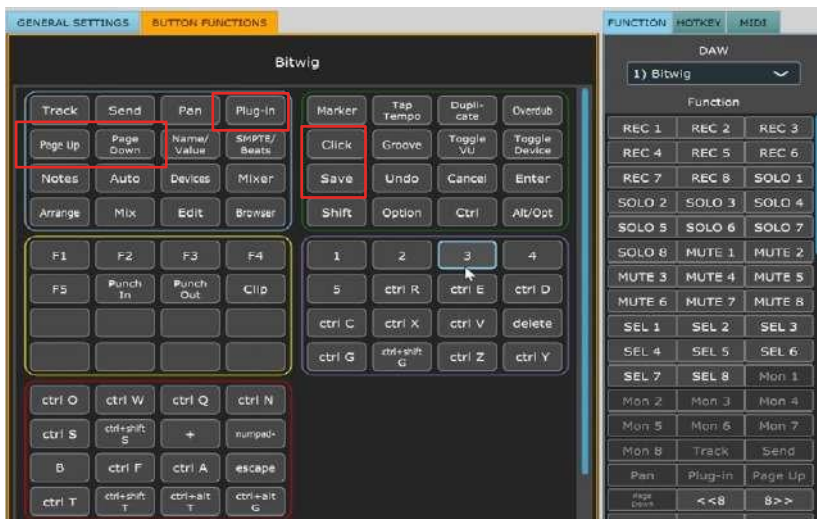 GENERAL SETTINGS BUTTON FUNCTIONS
Bitwig
Track Send Pan Plug-in
Page Up Page Down Name/Value SMPTE/Beats
Notes Auto Devices Mixer
Arrange Mix Edit Browser
Marker Tap Tempo Dupli-cate Overdub
Click Groove Toggle VU Toggle Device
Save Undo Cancel Enter
Shift Option Ctrl Alt/Opt
F1 F2 F3 F4
F5 Punch In Punch Out Clip
1 2 3 4
5 ctrl R ctrl E ctrl D
ctrl C ctrl X ctrl V delete
ctrl G ctrl+shift G ctrl Z ctrl Y
ctrl O ctrl W ctrl Q ctrl N
ctrl S ctrl+shift S + numpad-
B ctrl F ctrl A escape
ctrl T ctrl+shift T ctrl+alt T ctrl+alt G
FUNCTION HOTKEY MIDI
DAW
1) Bitwig
Function
REC 1 REC 2 REC 3
REC 4 REC 5 REC 6
REC 7 REC 8 SOLO 1
SOLO 2 SOLO 3 SOLO 4
SOLO 5 SOLO 6 SOLO 7
SOLO 8 MUTE 1 MUTE 2
MUTE 3 MUTE 4 MUTE 5
MUTE 6 MUTE 7 MUTE 8
SEL 1 SEL 2 SEL 3
SEL 4 SEL 5 SEL 6
SEL 7 SEL 8 Mon 1
Mon 2 Mon 3 Mon 4
Mon 5 Mon 6 Mon 7
Mon 8 Track Send
Pan Plug-in Page Up
Page Down <<8 8>>